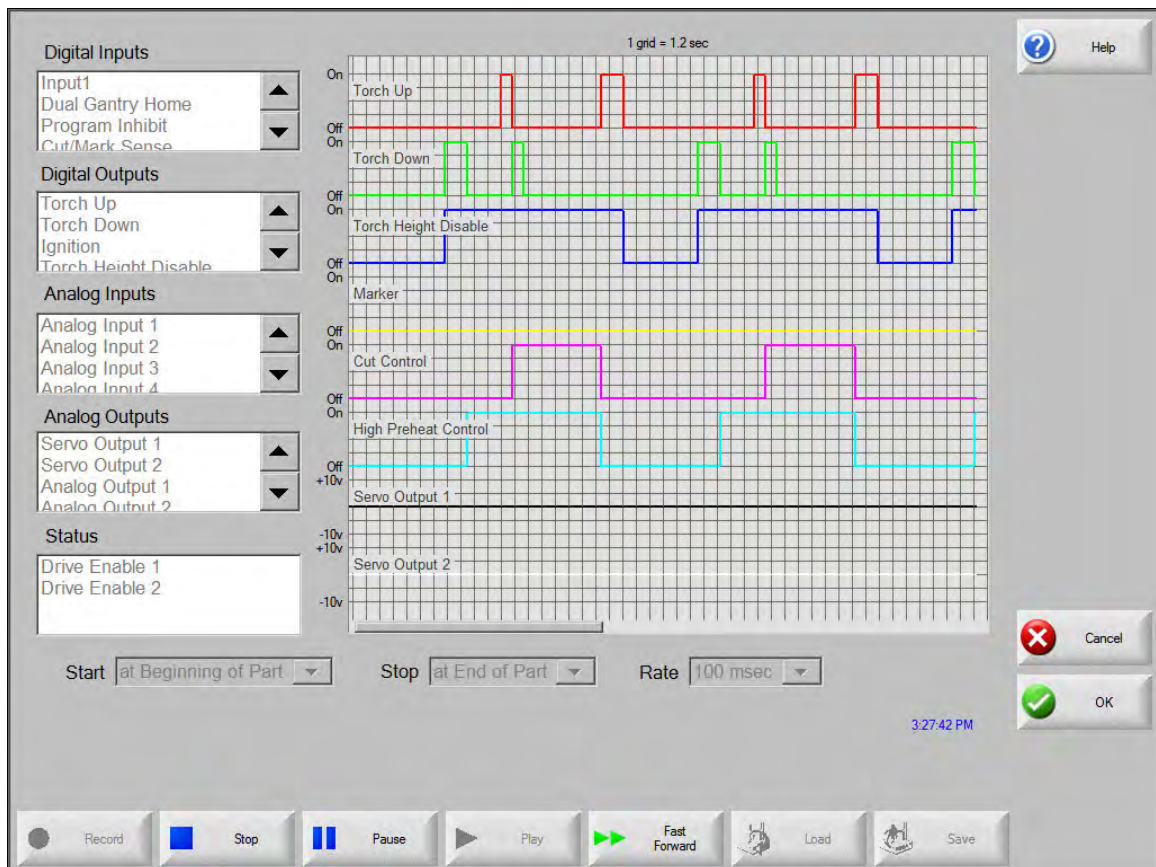 Digital Inputs
Input1
Dual Gantry Home
Program Inhibit
Cut/Mark Sense
Digital Outputs
Torch Up
Torch Down
Ignition
Torch Height Disable
Analog Inputs
Analog Input 1
Analog Input 2
Analog Input 3
Analog Input 4
Analog Outputs
Servo Output 1
Servo Output 2
Analog Output 1
Analog Output 2
Status
Drive Enable 1
Drive Enable 2
1 grid = 1.2 sec
On
Torch Up
Off
On
Torch Down
Off
On
Torch Height Disable
Off
On
Marker
Off
On
Cut Control
Off
On
High Preheat Control
Off
+10v
Servo Output 1
-10v
+10v
Servo Output 2
-10v
Start at Beginning of Part Stop at End of Part Rate 100 msec
3:27:42 PM
Help
Cancel
OK
Record Stop Pause Play Fast Forward Load Save